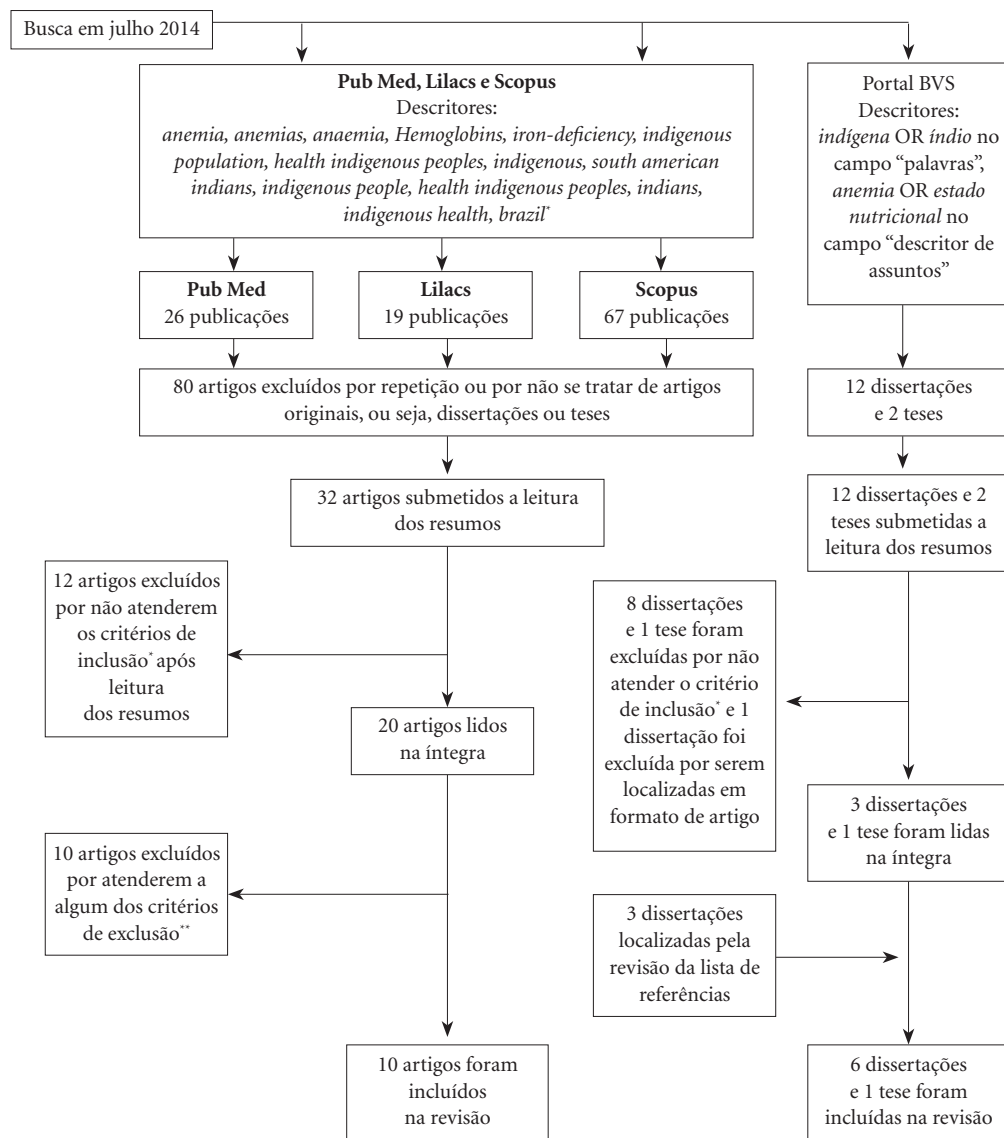 Busca em julho 2014
Pub Med, Lilacs e Scopus
Descritores:
anemia, anemias, anaemia, Hemoglobins, iron-deficiency, indigenous
population, health indigenous peoples, indigenous, south american
indians, indigenous people, health indigenous peoples, indians,
indigenous health, brazil*
Portal BVS
Descritores:
indígena OR índio no
campo “palavras”,
anemia OR estado
nutricional no
campo “descritor de
assuntos”
Pub Med
26 publicações
Lilacs
19 publicações
Scopus
67 publicações
80 artigos excluídos por repetição ou por não se tratar de artigos
originais, ou seja, dissertações ou teses
12 dissertações
e 2 teses
32 artigos submetidos a leitura
dos resumos
12 dissertações e 2
teses submetidas a
leitura dos resumos
12 artigos excluídos
por não atenderem
os critérios de
inclusão* após
leitura
dos resumos
8 dissertações
e 1 tese foram
excluídas por não
atender o critério
de inclusão* e 1
dissertação foi
excluída por serem
localizadas em
formato de artigo
20 artigos lidos
na íntegra
3 dissertações
e 1 tese foram lidas
na íntegra
10 artigos excluídos
por atenderem a
algum dos critérios
de exclusão**
3 dissertações
localizadas pela
revisão da lista de
referências
10 artigos foram
incluídos
na revisão
6 dissertações
e 1 tese foram
incluídas na revisão